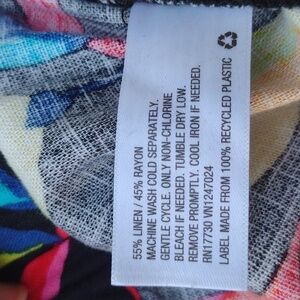 55% LINEN / 45% RAYON
MACHINE WASH COLD SEPARATELY.
GENTLE CYCLE. ONLY NON-CHLORINE
BLEACH IF NEEDED. TUMBLE DRY LOW.
REMOVE PROMPTLY. COOL IRON IF NEEDED.
RN17730 VN1247024
LABEL MADE FROM 100% RECYCLED PLASTIC